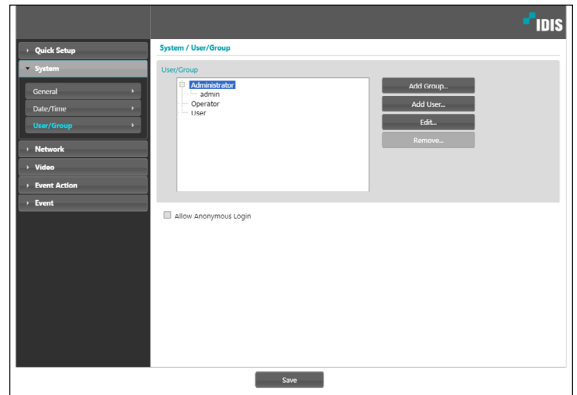 IDIS
Quick Setup
System
General
Date/Time
User/Group
Network
Video
Event Action
Event
System / User/Group
User/Group
Administrator
admin
Operator
User
Add Group..
Add User...
Edit...
Remove...
Allow Anonymous Login
Save